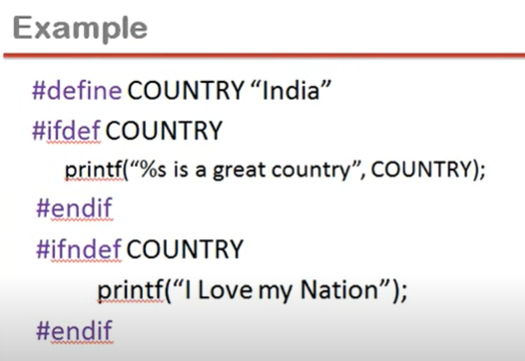 Example
#define COUNTRY “India”
#ifdef COUNTRY
printf(“%s is a great country”, COUNTRY);
#endif
#ifndef COUNTRY
printf(“I Love my Nation”);
#endif